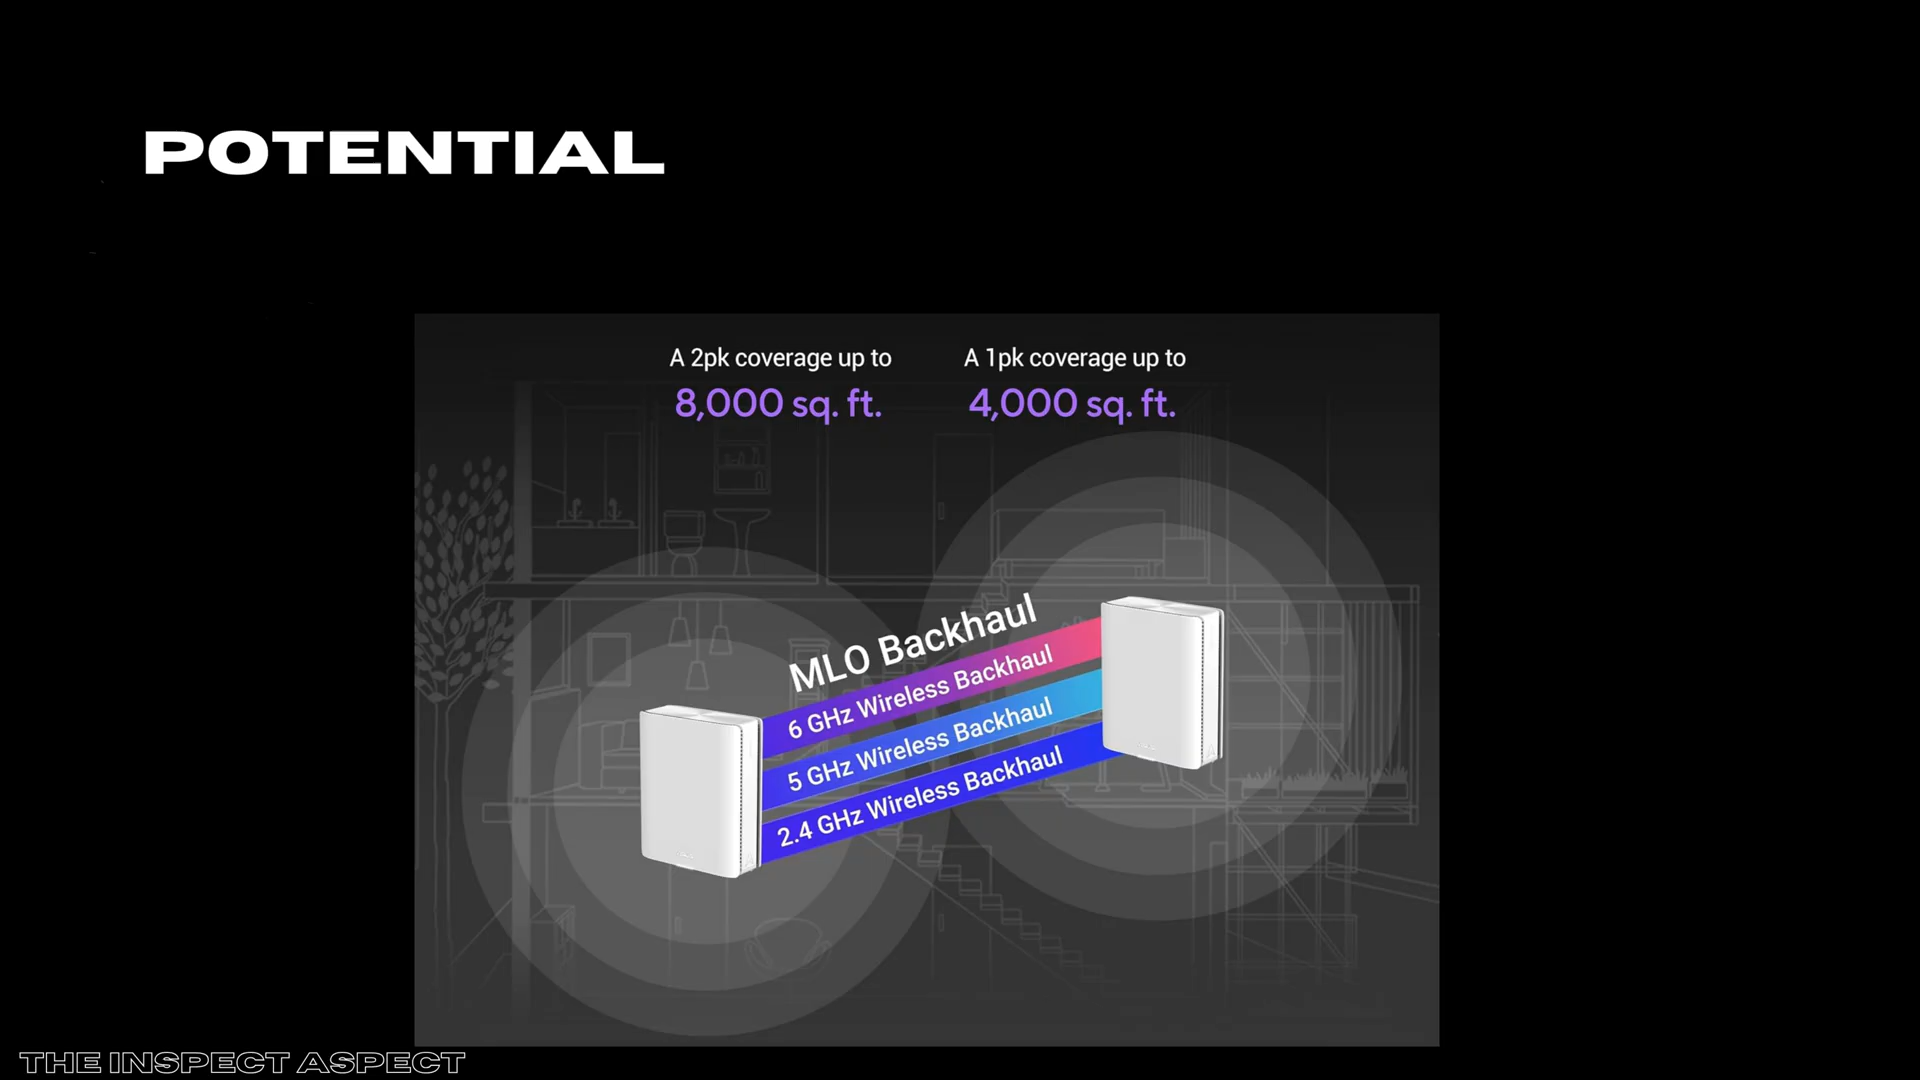 POTENTIAL
A 2pk coverage up to
8,000 sq. ft.
A 1pk coverage up to
4,000 sq. ft.
MLO Backhaul
6 GHz Wireless Backhaul
5 GHz Wireless Backhaul
2.4 GHz Wireless Backhaul
THE INSPECT ASPECT